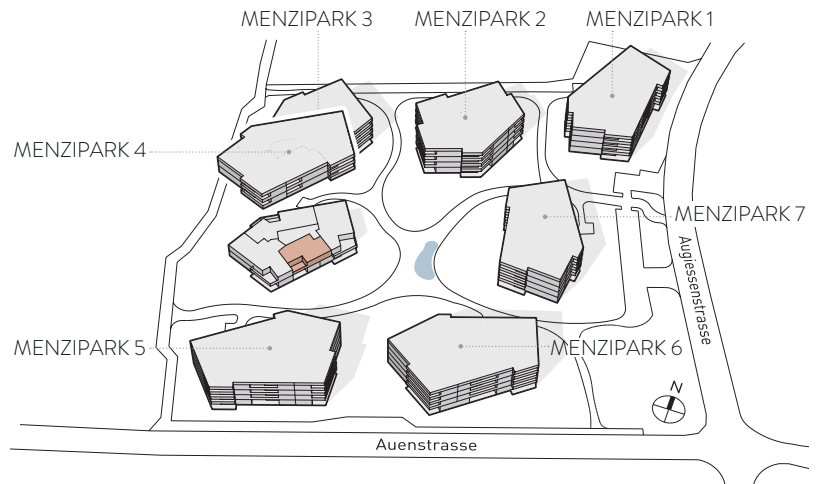 MENZIPARK 3
MENZIPARK 2
MENZIPARK 1
MENZIPARK 4
MENZIPARK 7
Augiessenstrasse
MENZIPARK 5
MENZIPARK 6
N
Auenstrasse